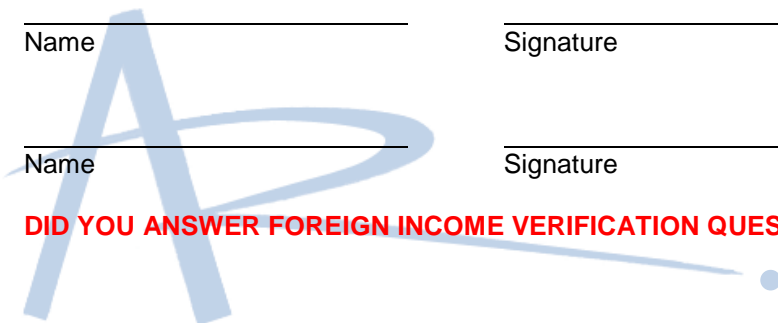 Name Signature
Name Signature
DID YOU ANSWER FOREIGN INCOME VERIFICATION QUES